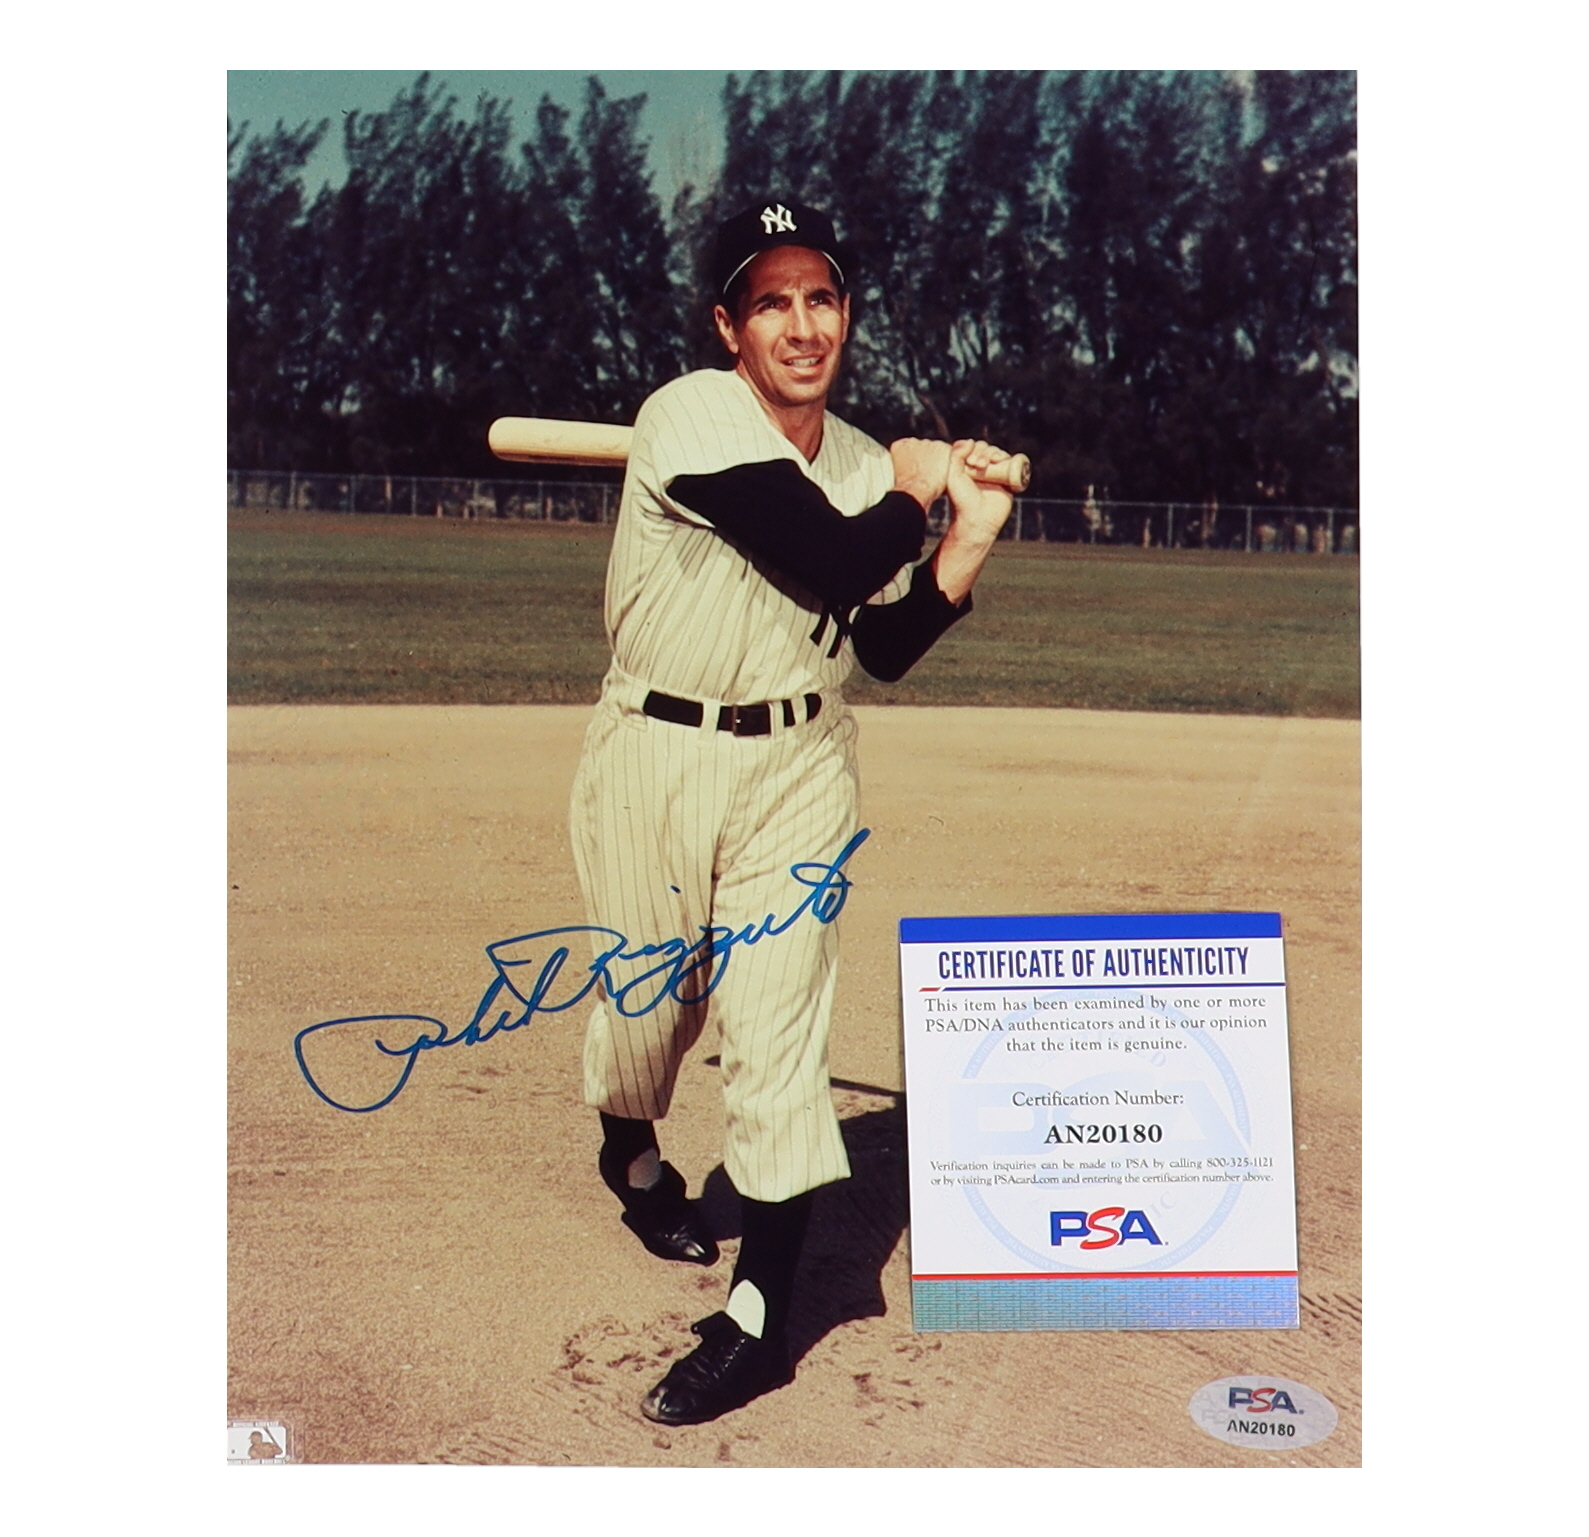 NY
NY
Phil Rizzuto
CERTIFICATE OF AUTHENTICITY
This item has been examined by one or more
PSA/DNA authenticators and it is our opinion
that the item is genuine.
Certification Number:
AN20180
Verification inquiries can be made to PSA by calling 800-325-1121
or by visiting PSAcard.com and entering the certification number above.
PSA
PSA
AN20180